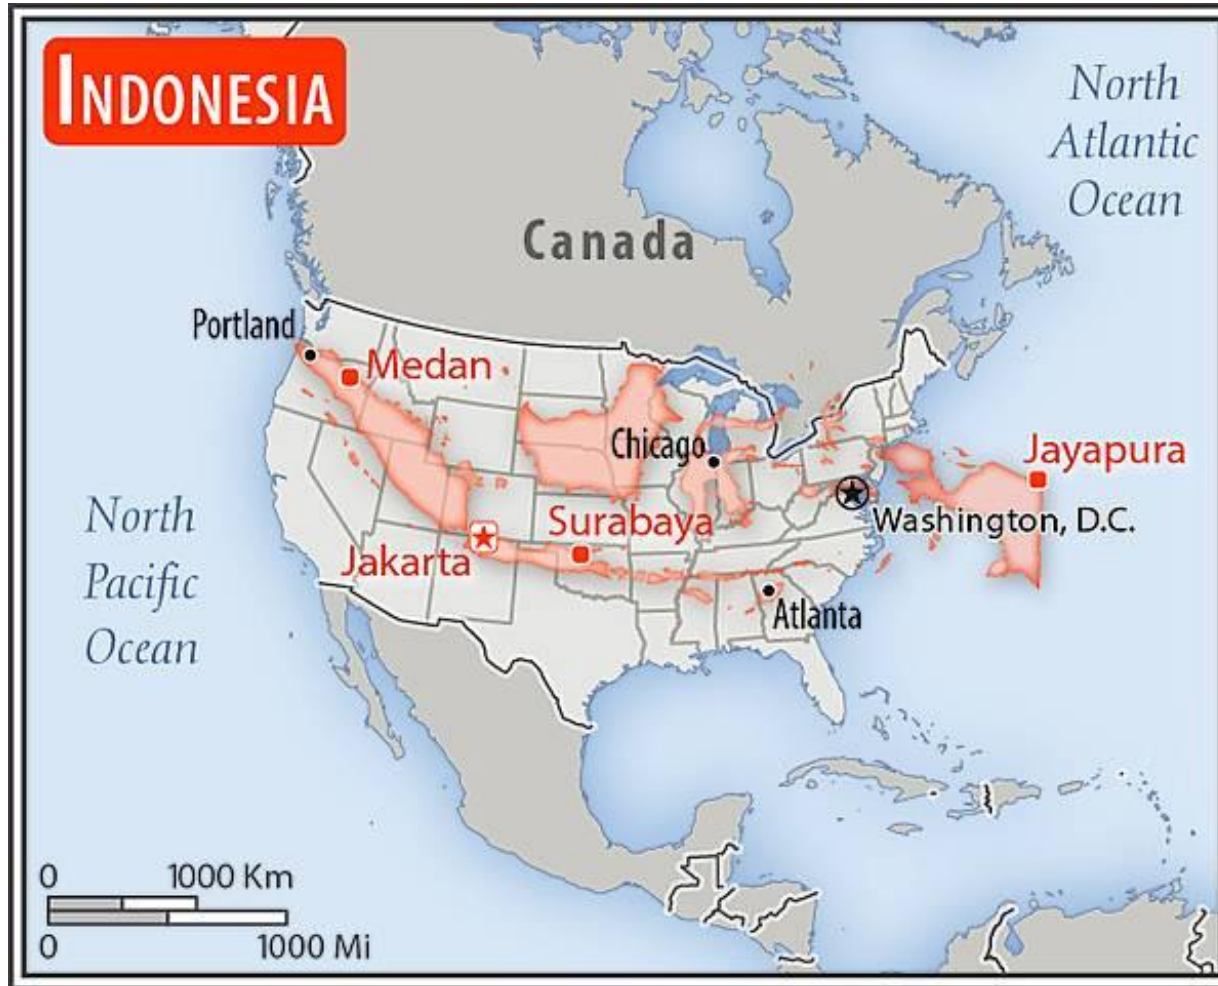 INDONESIA
North
Atlantic
Ocean
Canada
Portland
Medan
Chicago
Jayapura
Surabaya
Washington, D.C.
Jakarta
Atlanta
North
Pacific
Ocean
0 1000 Km
0 1000 Mi